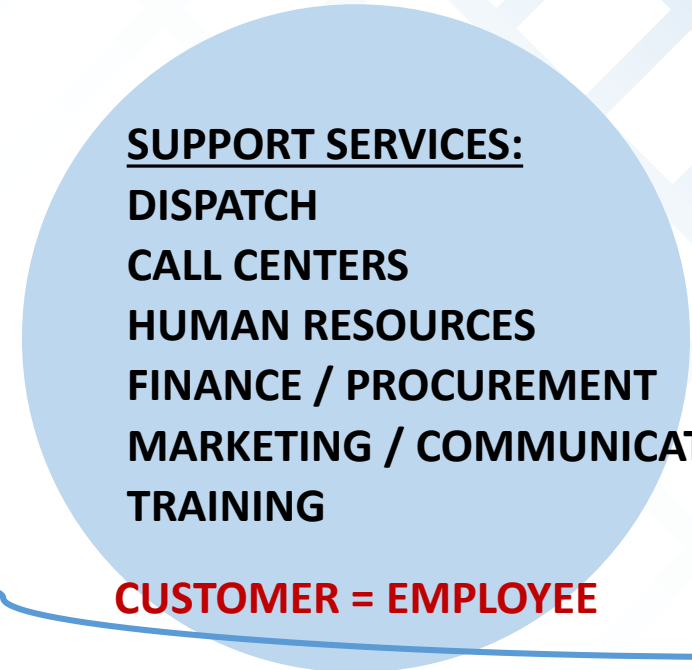 SUPPORT SERVICES:
DISPATCH
CALL CENTERS
HUMAN RESOURCES
FINANCE / PROCUREMENT
MARKETING / COMMUNICAT
TRAINING
CUSTOMER = EMPLOYEE